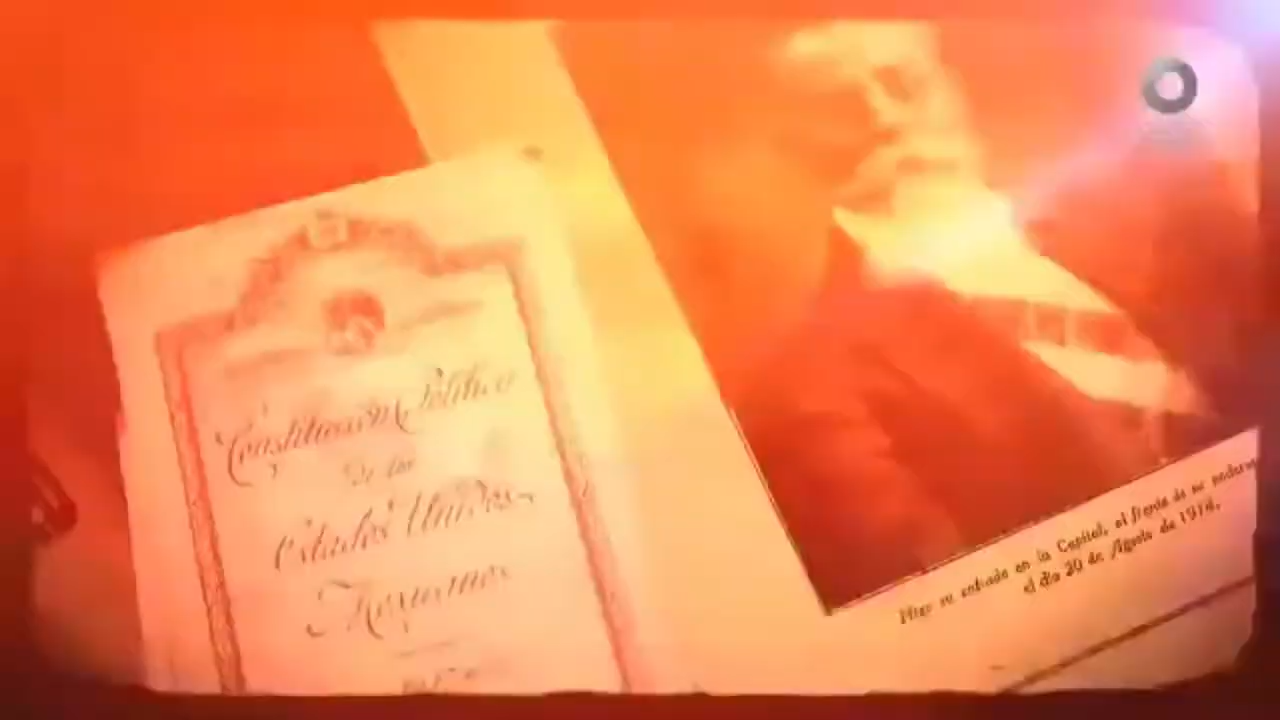 Constitución Política
de los
Estados Unidos
Mexicanos
Hizo su entrada en la Capital, al frente de su poderoso
el día 20 de Agosto de 1914.